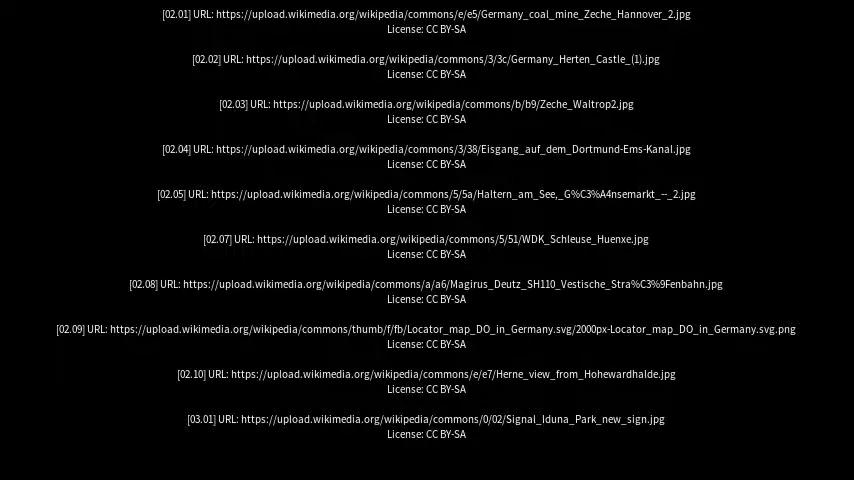 [02.01] URL: https://upload.wikimedia.org/wikipedia/commons/e/e5/Germany_coal_mine_Zeche_Hannover_2.jpg
License: CC BY-SA
[02.02] URL: https://upload.wikimedia.org/wikipedia/commons/3/3c/Germany_Herten_Castle_(1).jpg
License: CC BY-SA
[02.03] URL: https://upload.wikimedia.org/wikipedia/commons/b/b9/Zeche_Waltrop2.jpg
License: CC BY-SA
[02.04] URL: https://upload.wikimedia.org/wikipedia/commons/3/38/Eisgang_auf_dem_Dortmund-Ems-Kanal.jpg
License: CC BY-SA
[02.05] URL: https://upload.wikimedia.org/wikipedia/commons/5/5a/Haltern_am_See,_G%C3%A4nsemarkt_--_2.jpg
License: CC BY-SA
[02.07] URL: https://upload.wikimedia.org/wikipedia/commons/5/51/WDK_Schleuse_Huenxe.jpg
License: CC BY-SA
[02.08] URL: https://upload.wikimedia.org/wikipedia/commons/a/a6/Magirus_Deutz_SH110_Vestische_Stra%C3%9Fenbahn.jpg
License: CC BY-SA
[02.09] URL: https://upload.wikimedia.org/wikipedia/commons/thumb/f/fb/Locator_map_DO_in_Germany.svg/2000px-Locator_map_DO_in_Germany.svg.png
License: CC BY-SA
[02.10] URL: https://upload.wikimedia.org/wikipedia/commons/e/e7/Herne_view_from_Hohewardhalde.jpg
License: CC BY-SA
[03.01] URL: https://upload.wikimedia.org/wikipedia/commons/0/02/Signal_Iduna_Park_new_sign.jpg
License: CC BY-SA